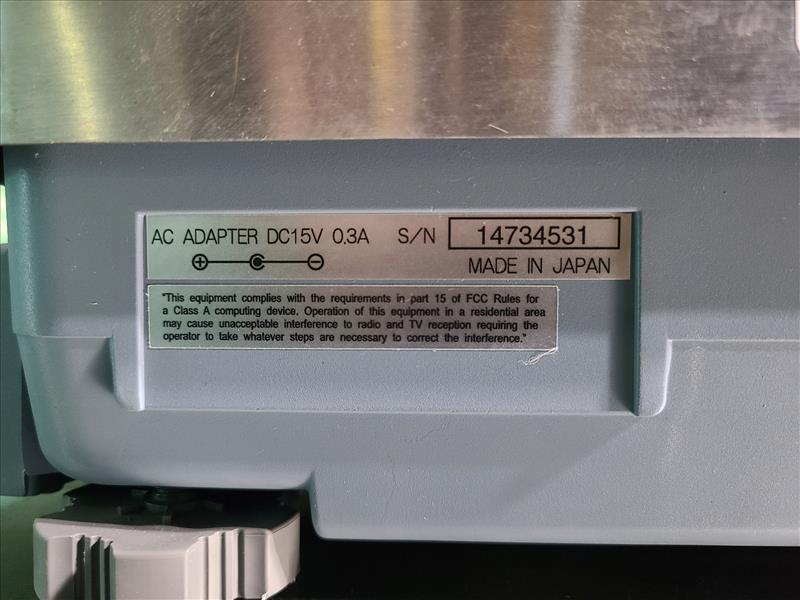 AC ADAPTER DC15V 0.3A S/N 14734531
MADE IN JAPAN
"This equipment complies with the requirements in part 15 of FCC Rules for
a Class A computing device. Operation of this equipment in a residential area
may cause unacceptable interference to radio and TV reception requiring the
operator to take whatever steps are necessary to correct the interference."